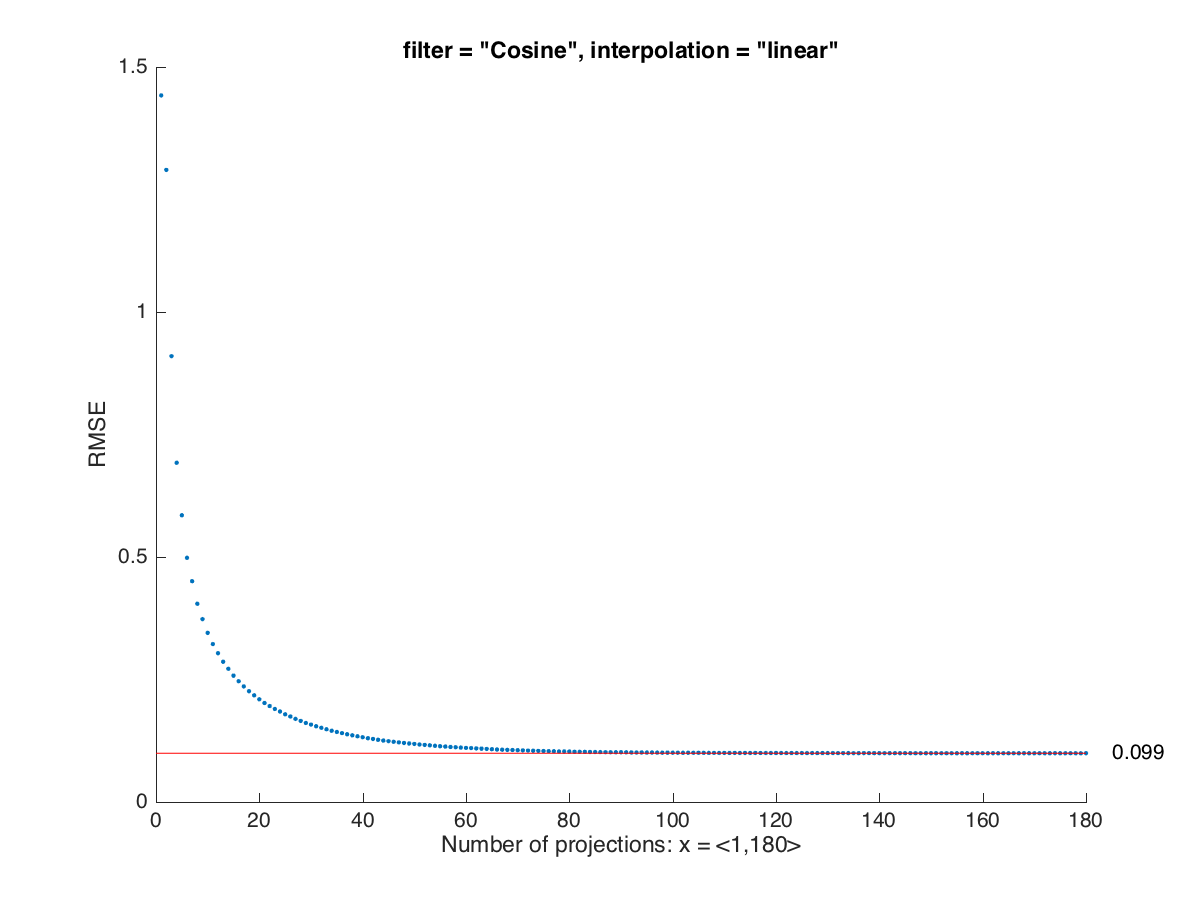 filter = "Cosine", interpolation = "linear"
1.5
1
0.5
0
RMSE
0.099
0 20 40 60 80 100 120 140 160 180
Number of projections: x = <1,180>